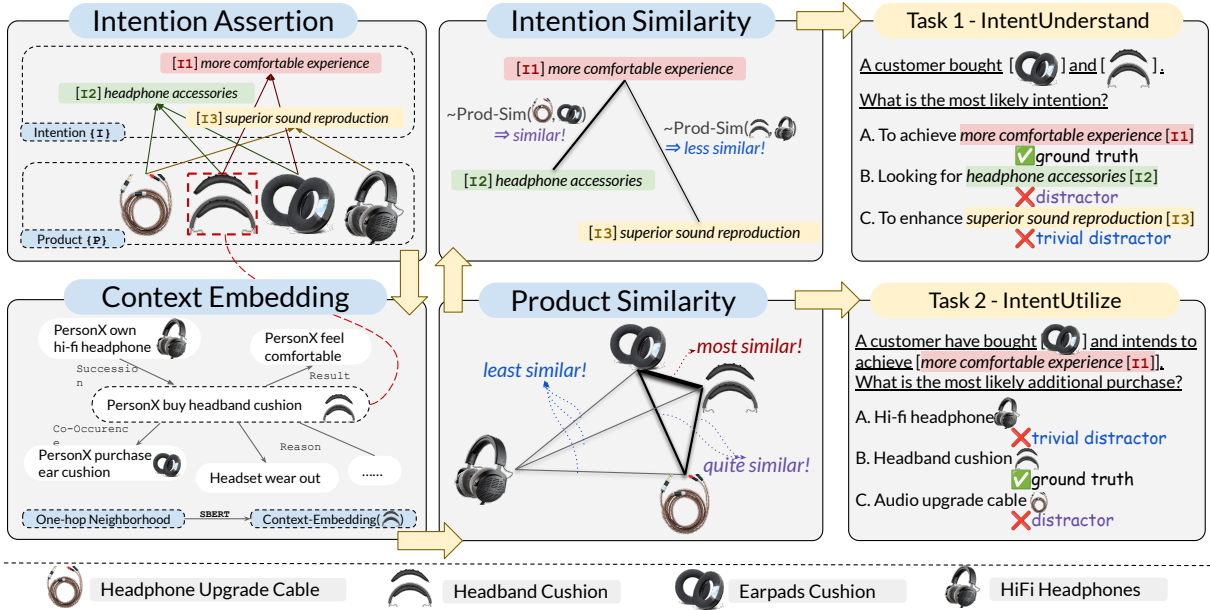 Intention Assertion
[I1] more comfortable experience
[I2] headphone accessories
[I3] superior sound reproduction
Intention {I}
Product {P}
Context Embedding
PersonX own
hi-fi headphone
PersonX feel
comfortable
Successio
n
Result
PersonX buy headband cushion
Co-Occurenc
e
Reason
PersonX purchase
ear cushion
Headset wear out
......
One-hop Neighborhood
SBERT
Context-Embedding( )
Intention Similarity
[I1] more comfortable experience
~Prod-Sim( , )
⇒ similar!
~Prod-Sim( , )
⇒ less similar!
[I2] headphone accessories
[I3] superior sound reproduction
Product Similarity
most similar!
least similar!
quite similar!
Task 1 - IntentUnderstand
A customer bought [ ] and [ ] .
What is the most likely intention?
A. To achieve more comfortable experience [I1]
✅ground truth
B. Looking for headphone accessories [I2]
❌distractor
C. To enhance superior sound reproduction [I3]
❌trivial distractor
Task 2 - IntentUtilize
A customer have bought [ ] and intends to
achieve [more comfortable experience [I1]].
What is the most likely additional purchase?
A. Hi-fi headphone
❌trivial distractor
B. Headband cushion
✅ground truth
C. Audio upgrade cable
❌distractor
Headphone Upgrade Cable
Headband Cushion
Earpads Cushion
HiFi Headphones